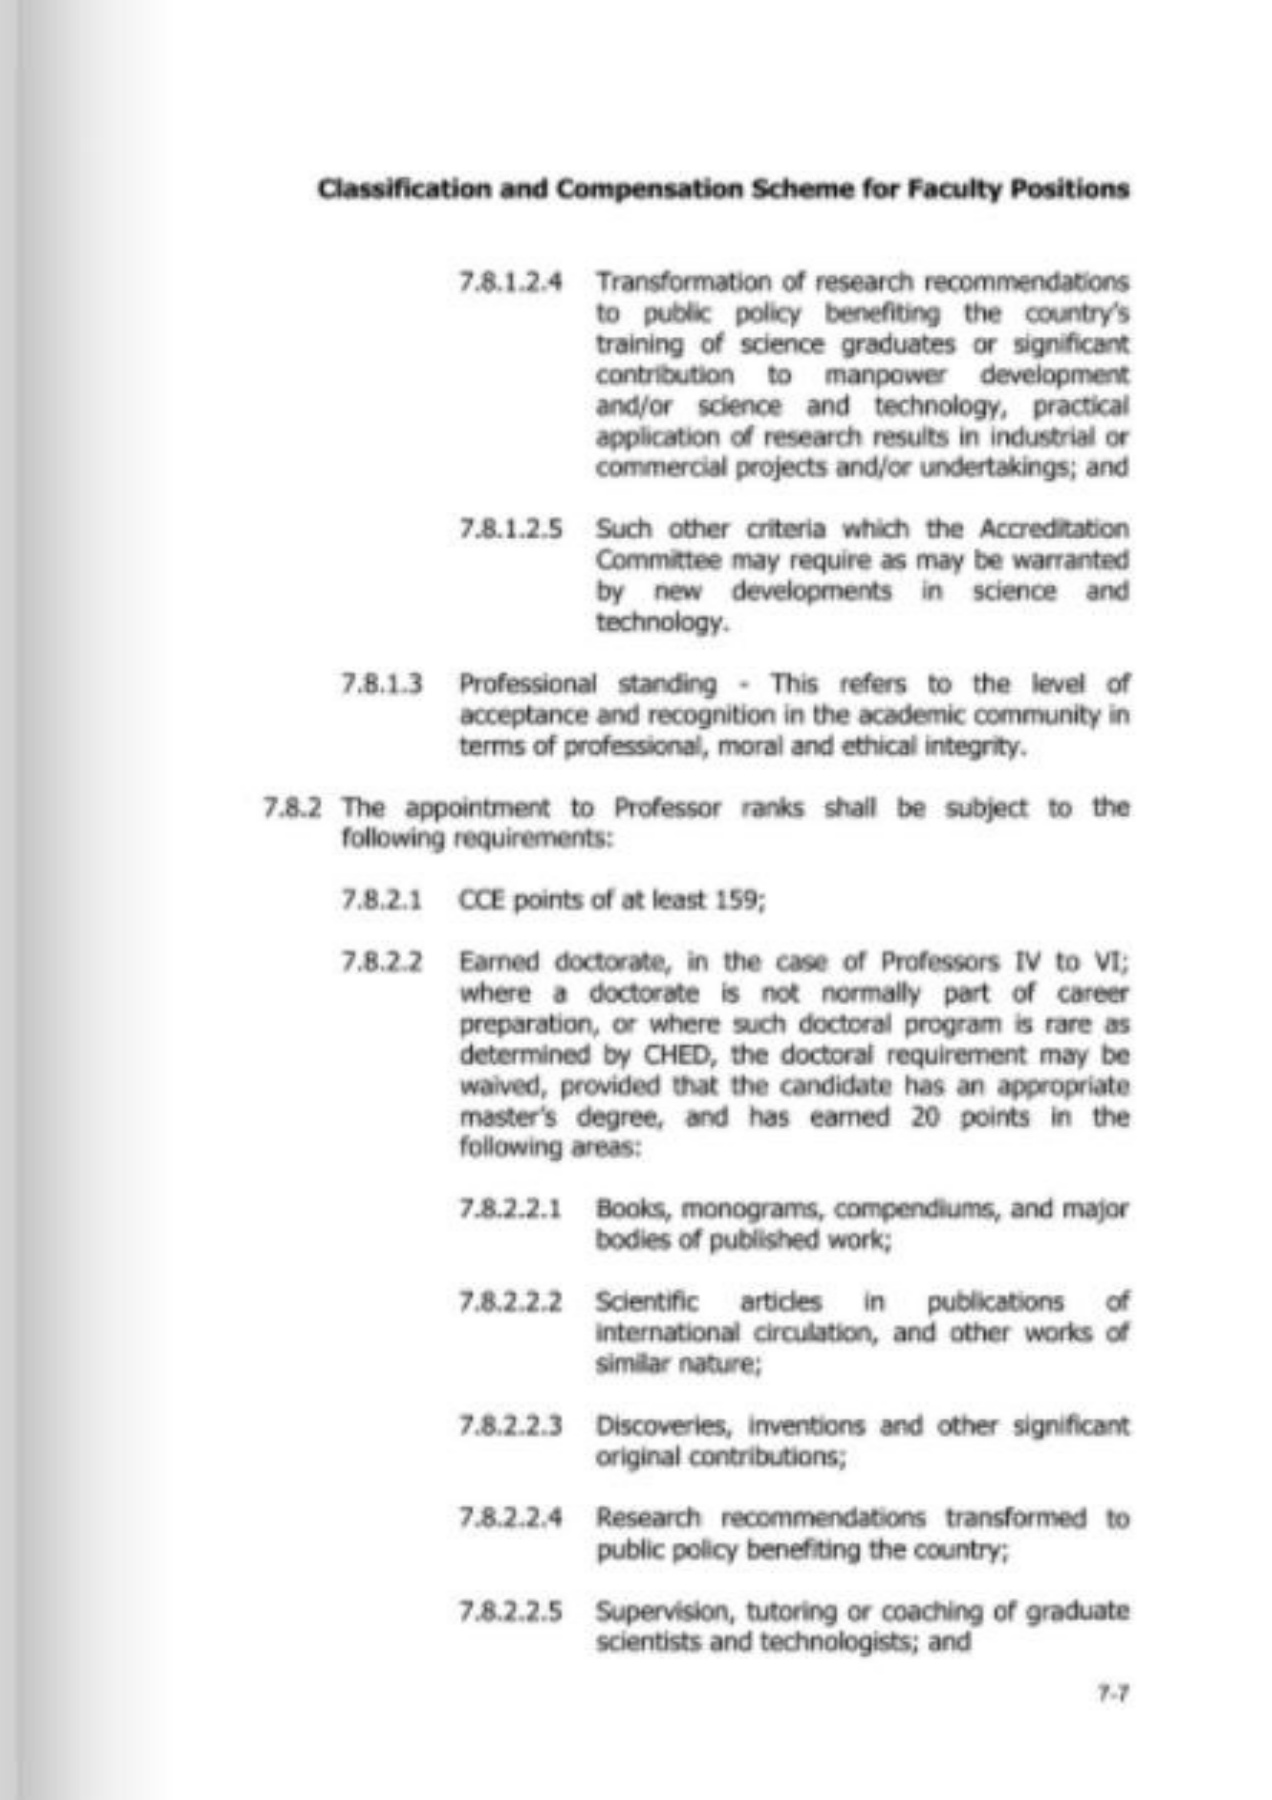 Classification and Compensation Scheme for Faculty Positions
7.8.1.2.4 Transformation of research recommendations
to public policy benefiting the country's
training of science graduates or significant
contribution to manpower development
and/or science and technology, practical
application of research results in industrial or
commercial projects and/or undertakings; and
7.8.1.2.5 Such other criteria which the Accreditation
Committee may require as may be warranted
by new developments in science and
technology.
7.8.1.3 Professional standing - This refers to the level of
acceptance and recognition in the academic community in
terms of professional, moral and ethical integrity.
7.8.2 The appointment to Professor ranks shall be subject to the
following requirements:
7.8.2.1 CCE points of at least 159;
7.8.2.2 Earned doctorate, in the case of Professors IV to VI;
where a doctorate is not normally part of career
preparation, or where such doctoral program is rare as
determined by CHED, the doctoral requirement may be
waived, provided that the candidate has an appropriate
master's degree, and has earned 20 points in the
following areas:
7.8.2.2.1 Books, monograms, compendiums, and major
bodies of published work;
7.8.2.2.2 Scientific articles in publications of
international circulation, and other works of
similar nature;
7.8.2.2.3 Discoveries, inventions and other significant
original contributions;
7.8.2.2.4 Research recommendations transformed to
public policy benefiting the country;
7.8.2.2.5 Supervision, tutoring or coaching of graduate
scientists and technologists; and
7-7